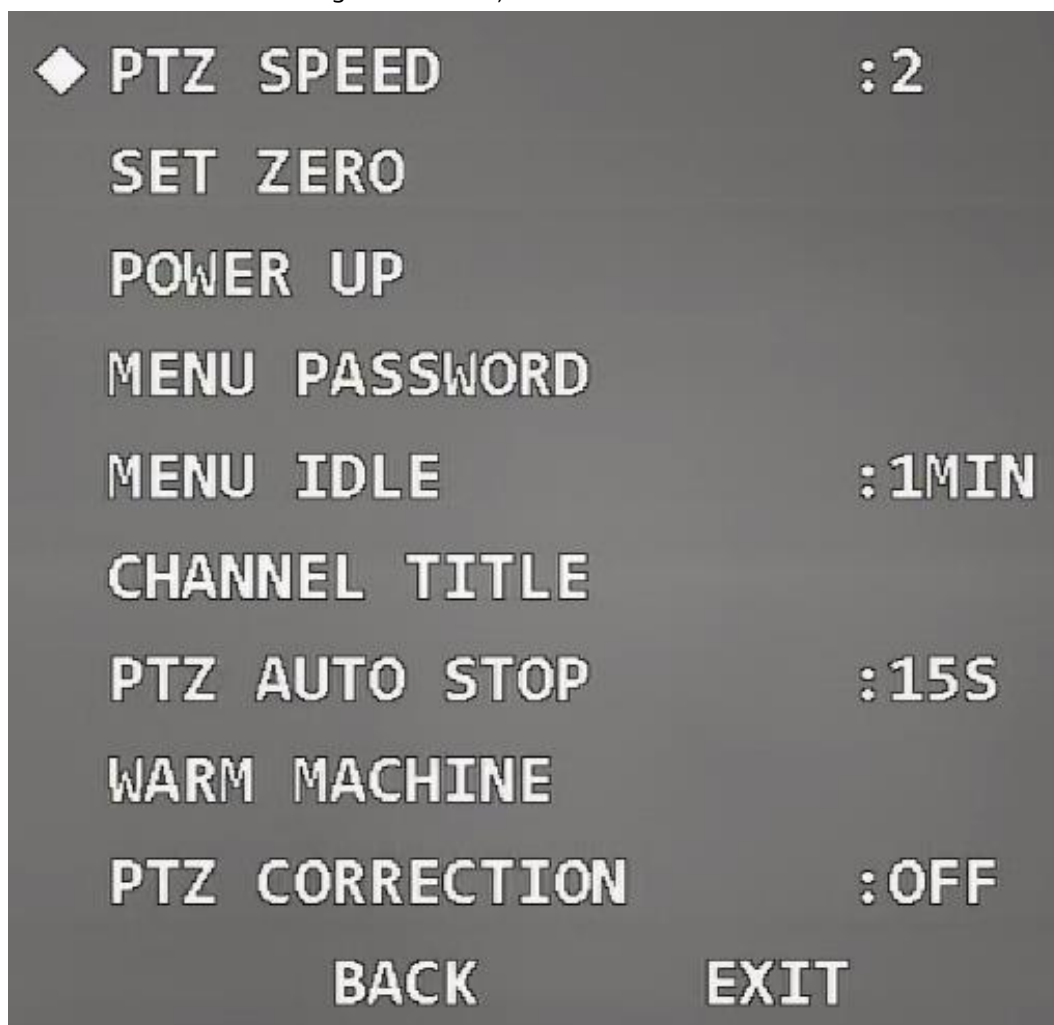 ◆ PTZ SPEED :2
SET ZERO
POWER UP
MENU PASSWORD
MENU IDLE :1MIN
CHANNEL TITLE
PTZ AUTO STOP :15S
WARM MACHINE
PTZ CORRECTION :OFF
BACK EXIT